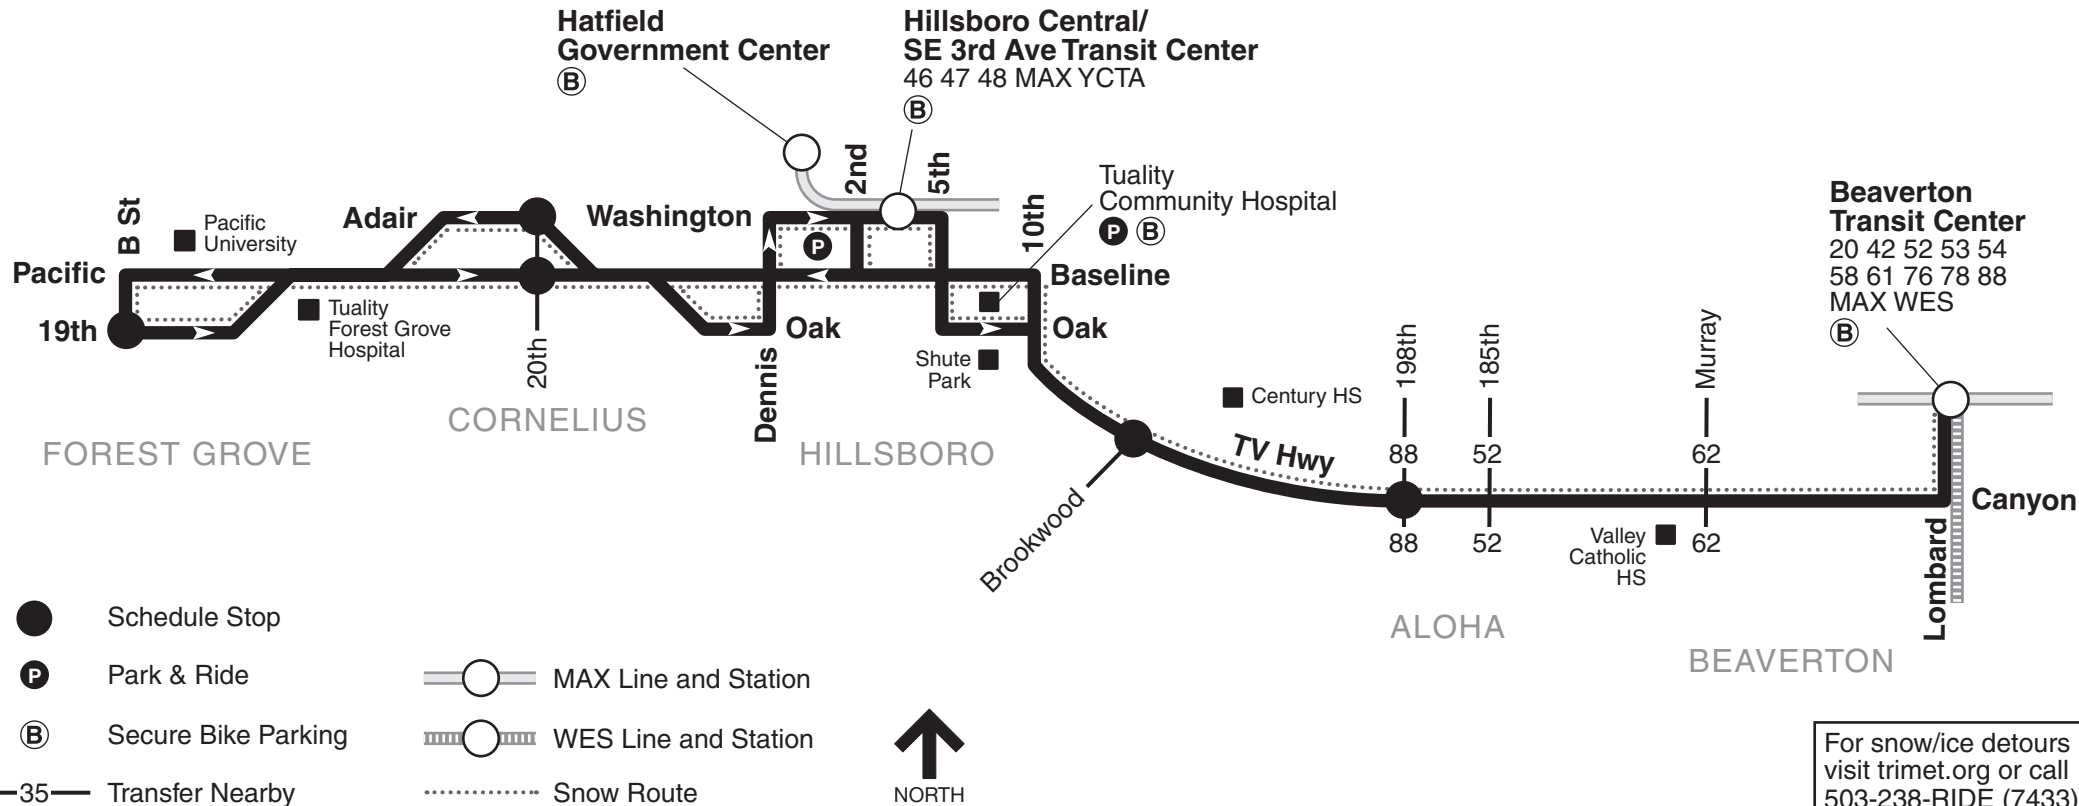 Hatfield
Government Center
B
Hillsboro Central/
SE 3rd Ave Transit Center
46 47 48 MAX YCTA
B
2nd
5th
10th
Tuality
Community Hospital
P B
Beaverton
Transit Center
20 42 52 53 54
58 61 76 78 88
MAX WES
B
B St
Pacific
University
Adair
Washington
P
Pacific
Baseline
19th
Tuality
Forest Grove
Hospital
20th
Oak
Oak
Dennis
Shute
Park
Century HS
198th
185th
Murray
CORNELIUS
FOREST GROVE
HILLSBORO
TV Hwy
88
52
62
Brookwood
Canyon
88
52
62
Valley
Catholic
HS
Lombard
ALOHA
BEAVERTON
Schedule Stop
P Park & Ride
B Secure Bike Parking
35 Transfer Nearby
MAX Line and Station
WES Line and Station
Snow Route
NORTH
For snow/ice detours
visit trimet.org or call
503-238-RIDE (7433)